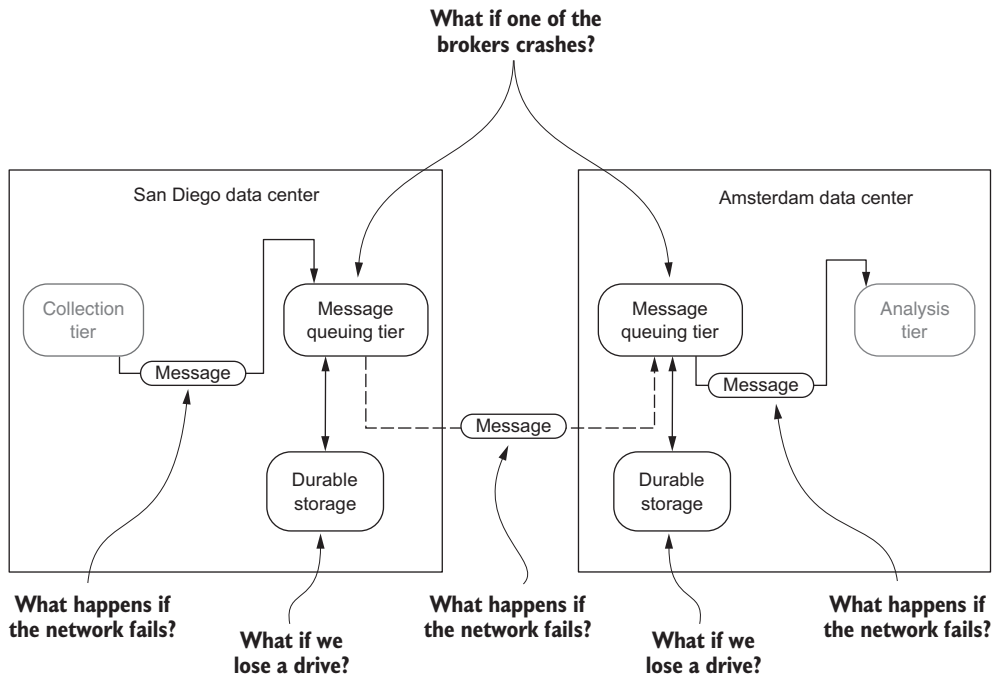 What if one of the
brokers crashes?
San Diego data center
Amsterdam data center
Collection
tier
Message
queuing tier
Message
queuing tier
Analysis
tier
Message
Message
Message
Durable
storage
Durable
storage
What happens if
the network fails?
What if we
lose a drive?
What happens if
the network fails?
What if we
lose a drive?
What happens if
the network fails?